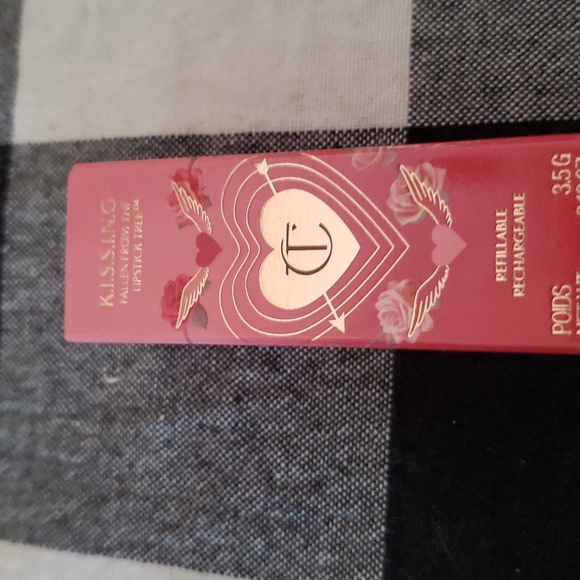 K.I.S.S.I.N.G
FALLEN FROM THE
LIPSTICK TREE™
CT
REFILLABLE
RECHARGEABLE
POIDS 3.5 G